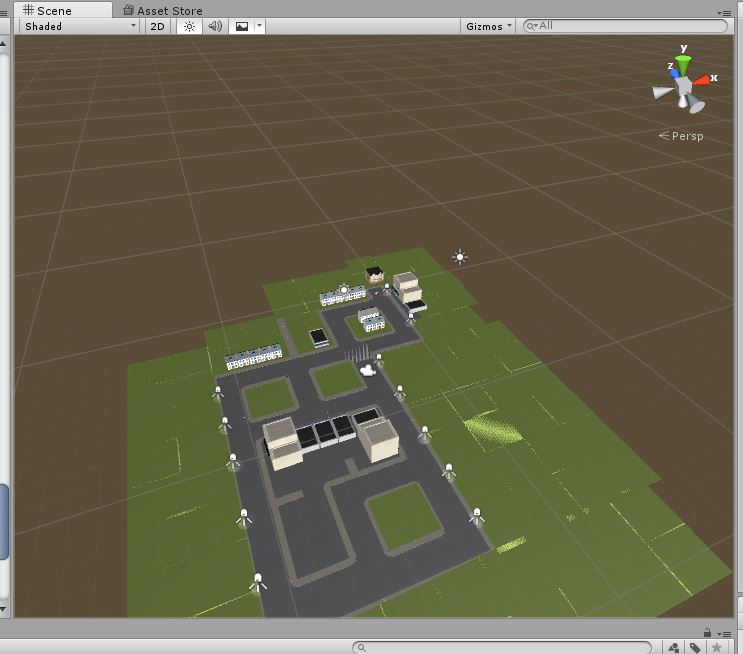 Scene
Asset Store
Shaded
2D
Gizmos
All
y
z
x
Persp